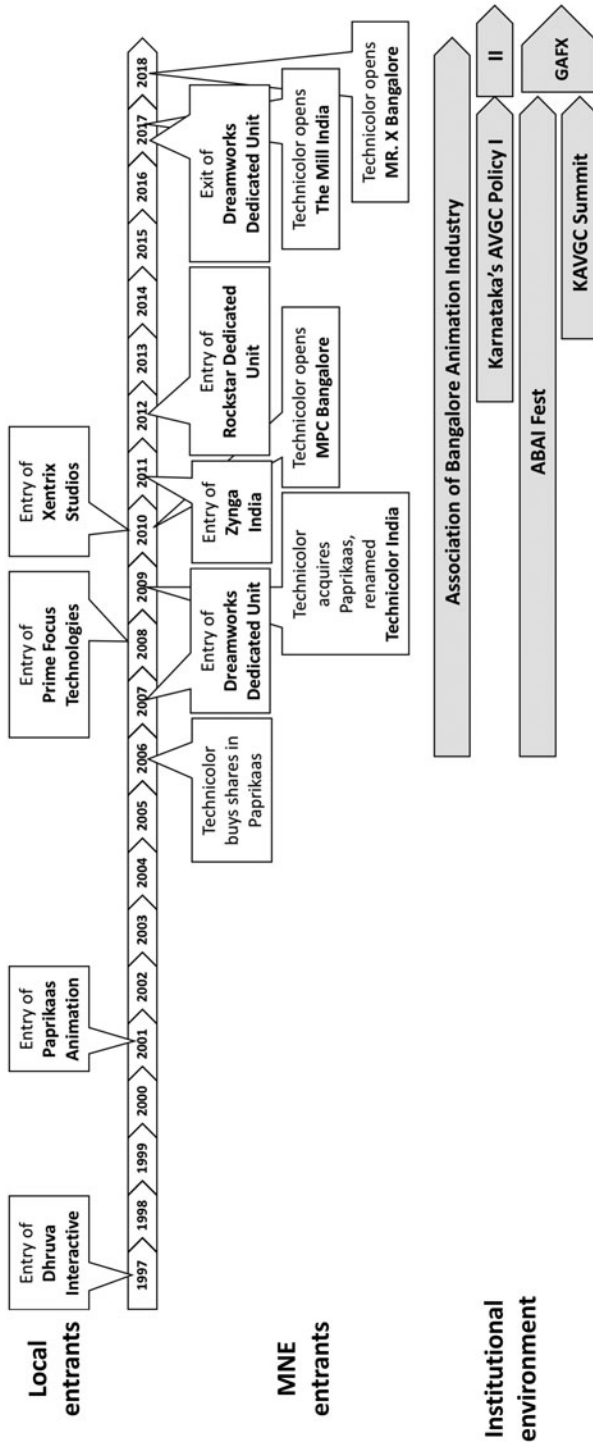 Local
entrants
Entry of
Dhruva
Interactive
Entry of
Paprikaas
Animation
Entry of
Prime Focus
Technologies
Entry of
Xentrix
Studios
1997
1998
1999
2000
2001
2002
2003
2004
2005
2006
2007
2008
2009
2010
2011
2012
2013
2014
2015
2016
2017
2018
MNE
entrants
Technicolor
buys shares in
Paprikaas
Entry of
Dreamworks
Dedicated Unit
Entry of
Zynga
India
Entry of
Rockstar Dedicated
Unit
Exit of
Dreamworks
Dedicated Unit
Technicolor
acquires
Paprikaas,
renamed
Technicolor India
Technicolor opens
MPC Bangalore
Technicolor opens
The Mill India
Technicolor opens
MR. X Bangalore
Institutional
environment
Association of Bangalore Animation Industry
Karnataka's AVGC Policy I
II
ABAI Fest
GAFX
KAVGC Summit